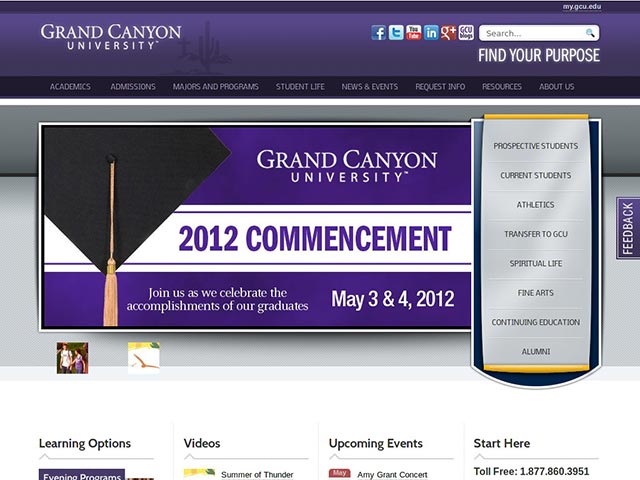 my.gcu.edu
GRAND CANYON
UNIVERSITY™
Search...
FIND YOUR PURPOSE
ACADEMICS ADMISSIONS MAJORS AND PROGRAMS STUDENT LIFE NEWS & EVENTS REQUEST INFO RESOURCES ABOUT US
GRAND CANYON
UNIVERSITY™
2012 COMMENCEMENT
Join us as we celebrate the
accomplishments of our graduates
May 3 & 4, 2012
PROSPECTIVE STUDENTS
CURRENT STUDENTS
ATHLETICS
TRANSFER TO GCU
SPIRITUAL LIFE
FINE ARTS
CONTINUING EDUCATION
ALUMNI
FEEDBACK
Learning Options
Evening Programs
Videos
Summer of Thunder
Upcoming Events
May
Amy Grant Concert
Start Here
Toll Free: 1.877.860.3951